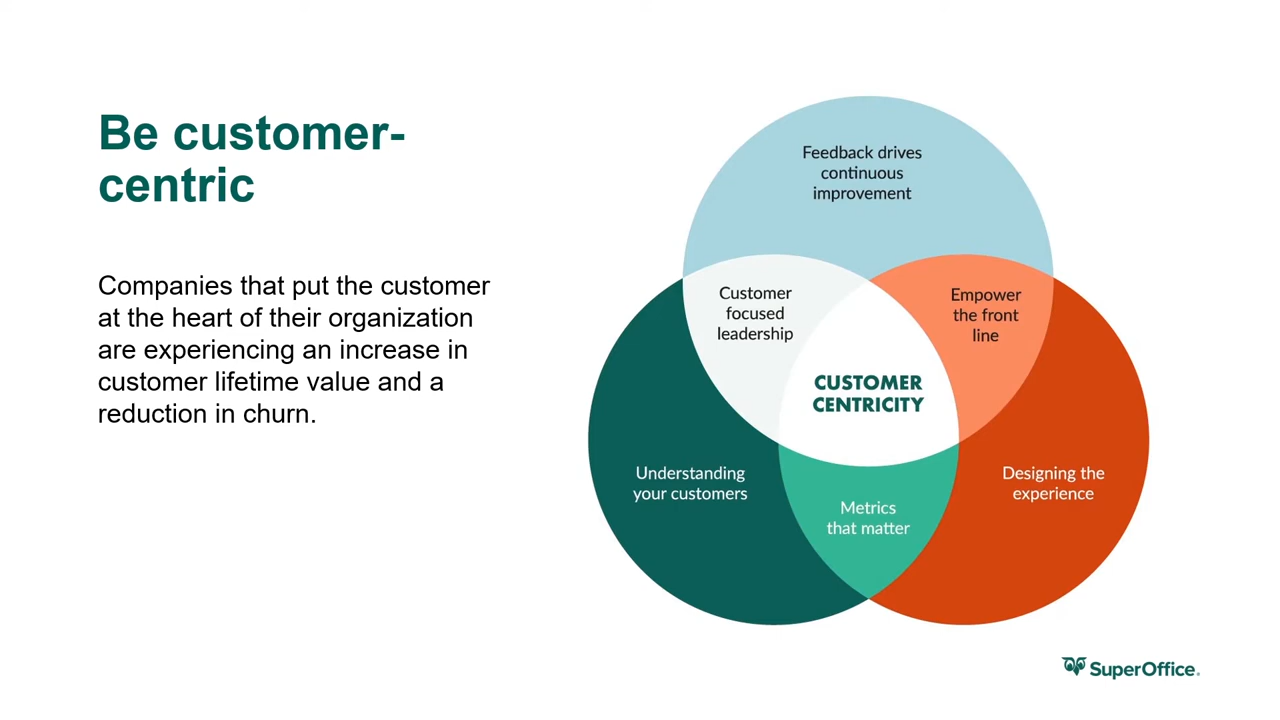 Be customer-
centric
Companies that put the customer
at the heart of their organization
are experiencing an increase in
customer lifetime value and a
reduction in churn.
Feedback drives
continuous
improvement
Customer
focused
leadership
Empower
the front
line
CUSTOMER
CENTRICITY
Understanding
your customers
Metrics
that matter
Designing the
experience
SuperOffice.